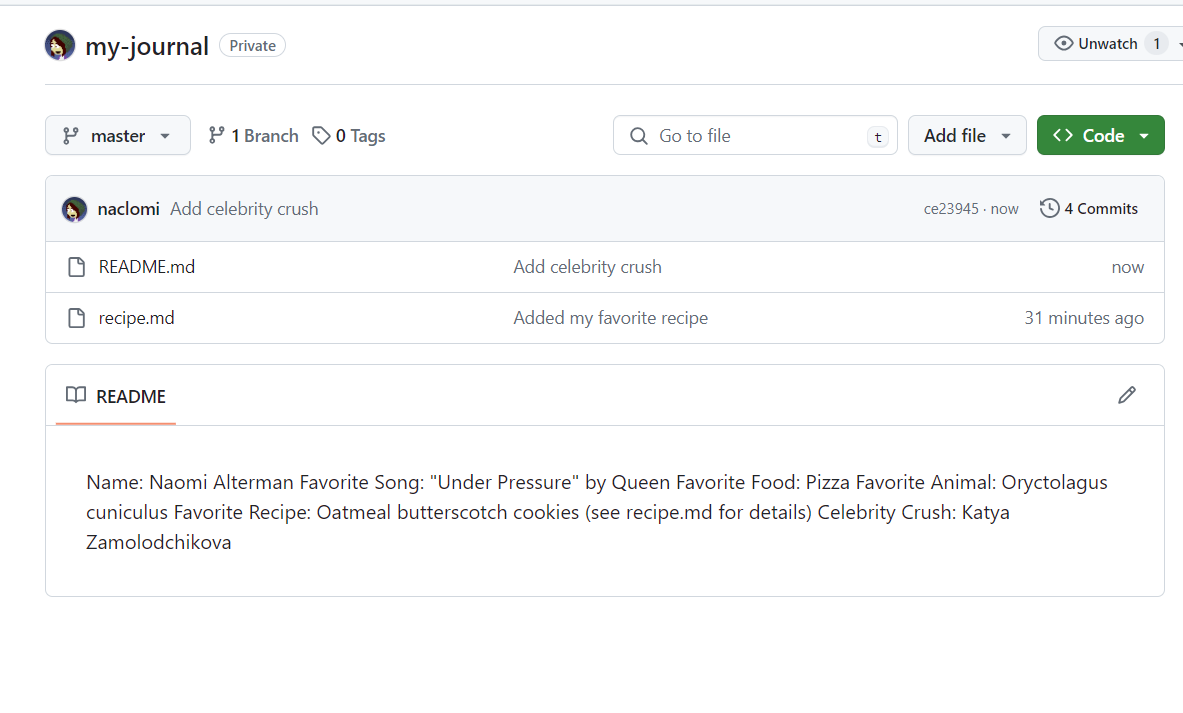 my-journal Private Unwatch 1
master 1 Branch 0 Tags Go to file t Add file Code
naclomi Add celebrity crush ce23945 · now 4 Commits
README.md Add celebrity crush now
recipe.md Added my favorite recipe 31 minutes ago
README
Name: Naomi Alterman Favorite Song: "Under Pressure" by Queen Favorite Food: Pizza Favorite Animal: Oryctolagus
cuniculus Favorite Recipe: Oatmeal butterscotch cookies (see recipe.md for details) Celebrity Crush: Katya
Zamolodchikova